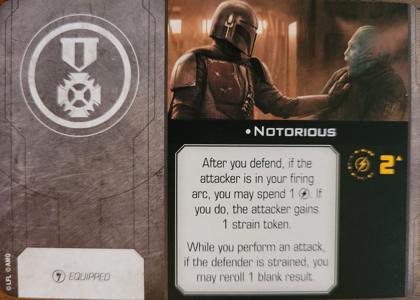 • NOTORIOUS
After you defend, if the
attacker is in your firing
arc, you may spend 1. If
you do, the attacker gains
1 strain token.
While you perform an attack,
if the defender is strained, you
may reroll 1 blank result.
2
EQUIPPED
©LFL ©AMG